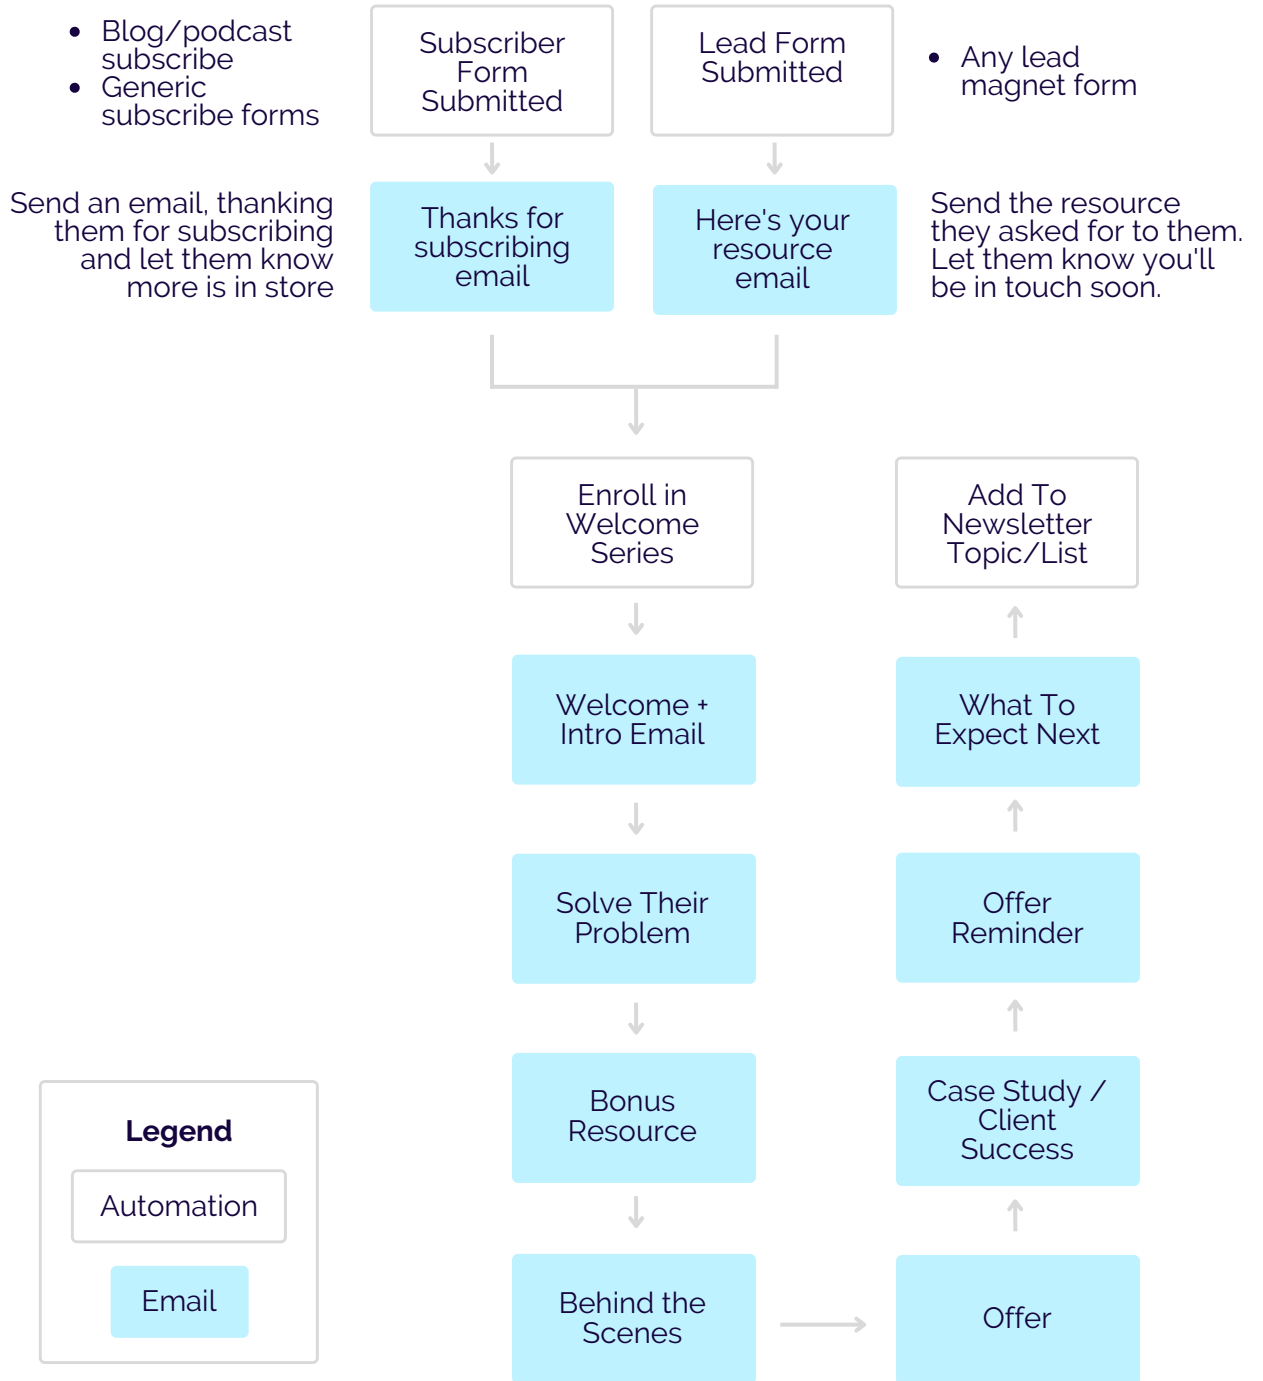 • Blog/podcast
subscribe
• Generic
subscribe forms
Subscriber
Form
Submitted
Lead Form
Submitted
• Any lead
magnet form
Send an email, thanking
them for subscribing
and let them know
more is in store
Thanks for
subscribing
email
Here's your
resource
email
Send the resource
they asked for to them.
Let them know you'll
be in touch soon.
Enroll in
Welcome
Series
Add To
Newsletter
Topic/List
Welcome +
Intro Email
What To
Expect Next
Solve Their
Problem
Offer
Reminder
Bonus
Resource
Case Study /
Client
Success
Legend
Automation
Email
Behind the
Scenes
Offer